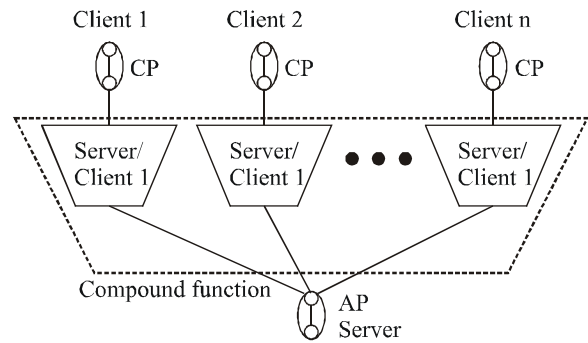 Client 1
Client 2
Client n
CP
CP
CP
Server/
Client 1
Server/
Client 1
Server/
Client 1
Compound function
AP
Server